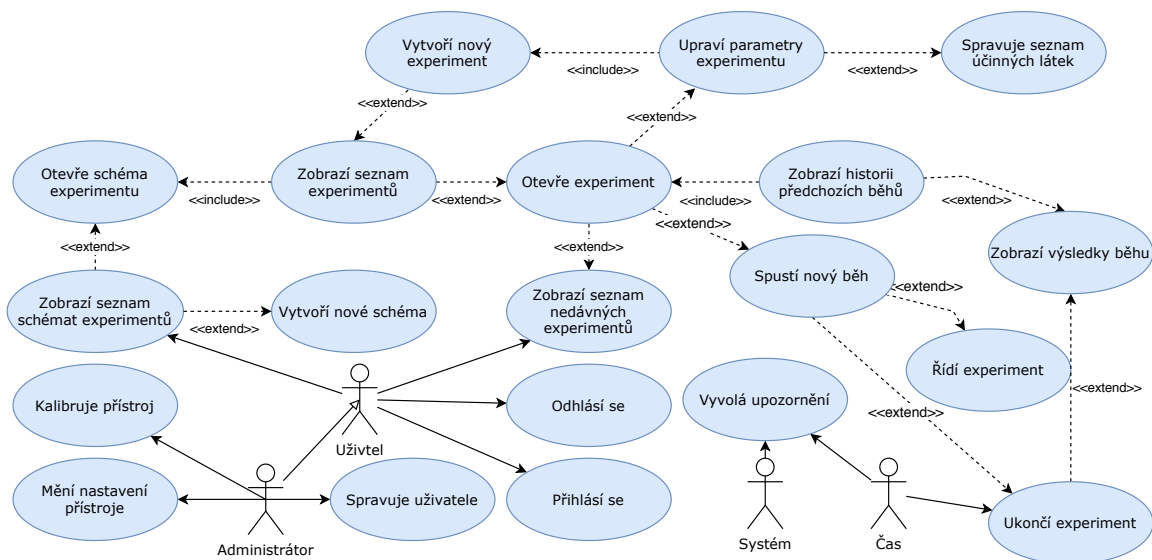 Vytvoří nový
experiment
<<include>>
Upraví parametry
experimentu
<<extend>>
Spravuje seznam
účinných látek
<<extend>>
<<extend>>
Otevře schéma
experimentu
<<include>>
Zobrazí seznam
experimentů
<<extend>>
Otevře experiment
<<include>>
Zobrazí historii
předchozích běhů
<<extend>>
<<extend>>
<<extend>>
<<extend>>
Zobrazí výsledky běhu
Zobrazí seznam
schémat experimentů
<<extend>>
Vytvoří nové schéma
Zobrazí seznam
nedávných
experimentů
Spustí nový běh
<<extend>>
Řídí experiment
Kalibruje přístroj
Uživtel
Odhlásí se
Vyvolá upozornění
<<extend>>
<<extend>>
Mění nastavení
přístroje
Administrátor
Spravuje uživatele
Přihlásí se
Systém
Čas
Ukončí experiment